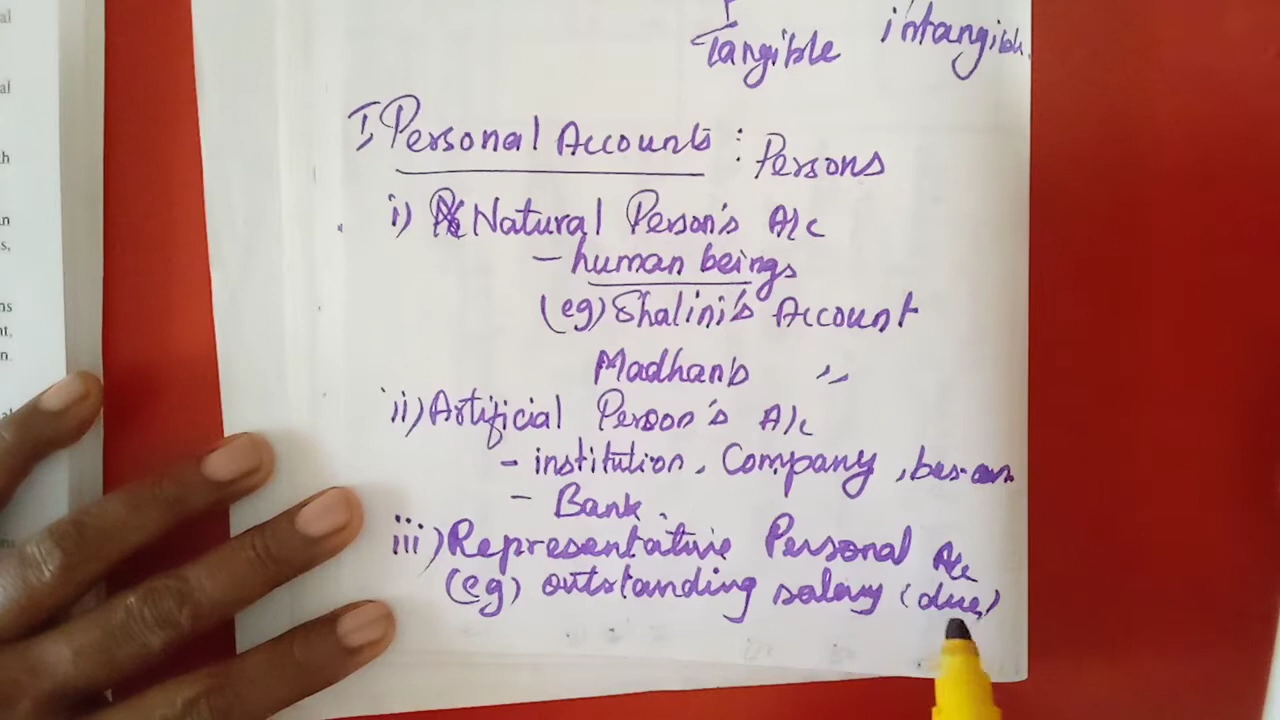 Tangible intangible.
I Personal Accounts : Persons
i) Natural Person's A/c
- human beings
(eg) Shalini's Account
Madhan's "
ii) Artificial Person's A/c
- institution, Company,
- Bank.
iii) Representative Personal A/c
(eg) outstanding salary (due)